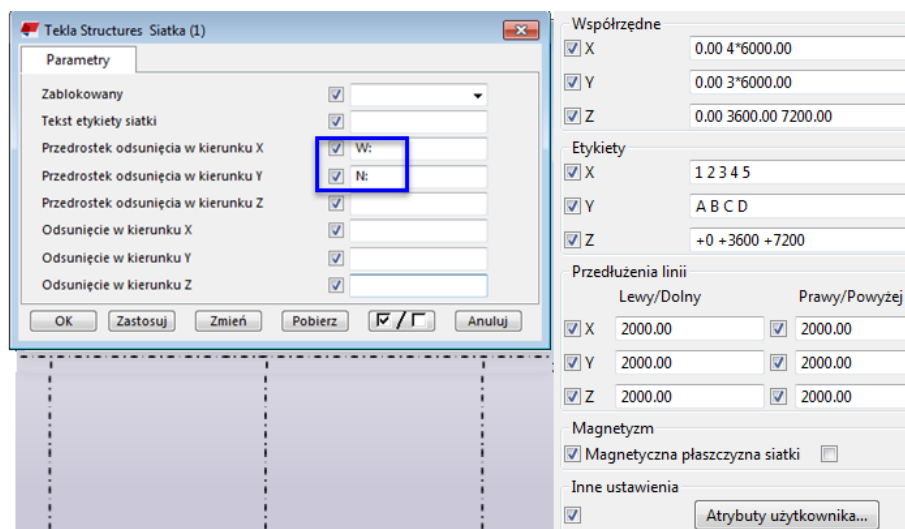 Tekla Structures Siatka (1)
Parametry
Zablokowany
Tekst etykiety siatki
Przedrostek odsunięcia w kierunku X W:
Przedrostek odsunięcia w kierunku Y N:
Przedrostek odsunięcia w kierunku Z
Odsunięcie w kierunku X
Odsunięcie w kierunku Y
Odsunięcie w kierunku Z
OK Zastosuj Zmień Pobierz / Anuluj
Współrzędne
X 0.00 4*6000.00
Y 0.00 3*6000.00
Z 0.00 3600.00 7200.00
Etykiety
X 1 2 3 4 5
Y A B C D
Z +0 +3600 +7200
Przedłużenia linii
Lewy/Dolny Prawy/Powyżej
X 2000.00 2000.00
Y 2000.00 2000.00
Z 2000.00 2000.00
Magnetyzm
Magnetyczna płaszczyzna siatki
Inne ustawienia
Atrybuty użytkownika...